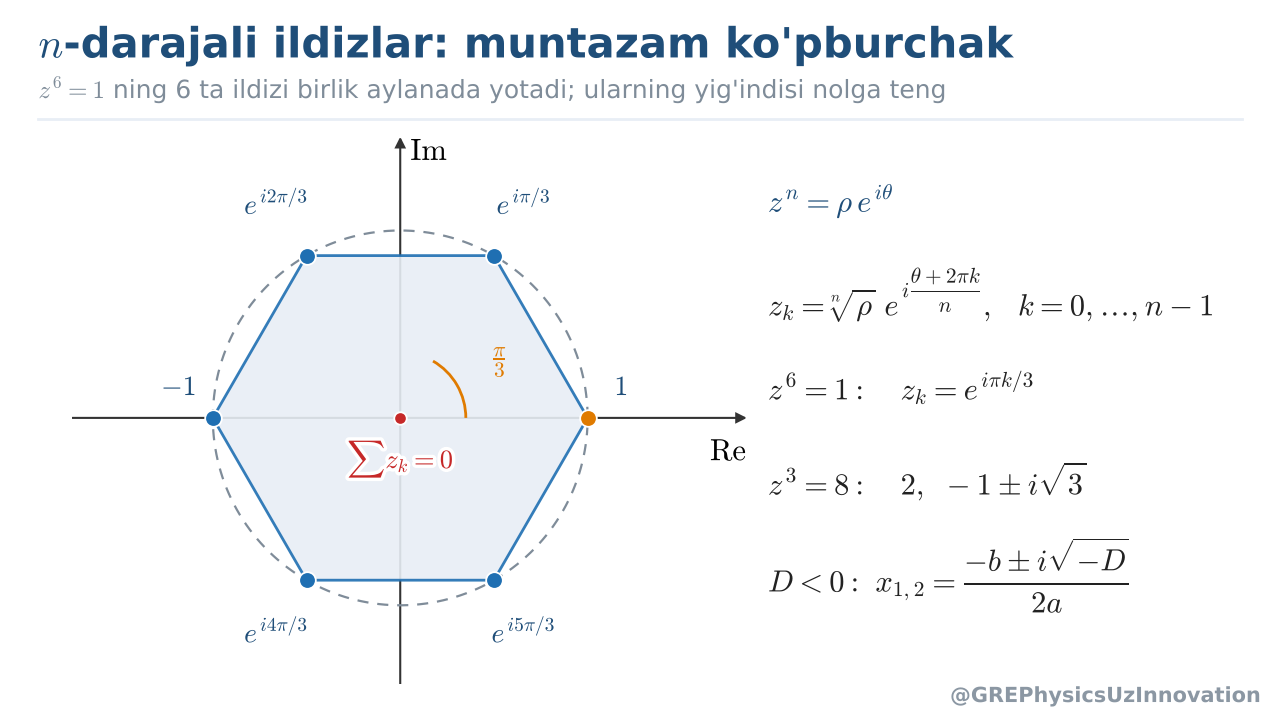 n-darajali ildizlar: muntazam ko'pburchak
z⁶ = 1 ning 6 ta ildizi birlik aylanada yotadi; ularning yig'indisi nolga teng
Im
e^{i2π/3}
e^{iπ/3}
π/3
−1
1
Re
∑ z_k = 0
e^{i4π/3}
e^{i5π/3}
zⁿ = ρ e^{iθ}
z_k = ⁿ√ρ e^{i(θ + 2πk)/n}, k = 0, …, n − 1
z⁶ = 1 : z_k = e^{iπk/3}
z³ = 8 : 2, −1 ± i√3
D < 0 : x_{1, 2} = (−b ± i√(−D))/(2a)
@GREPhysicsUzInnovation